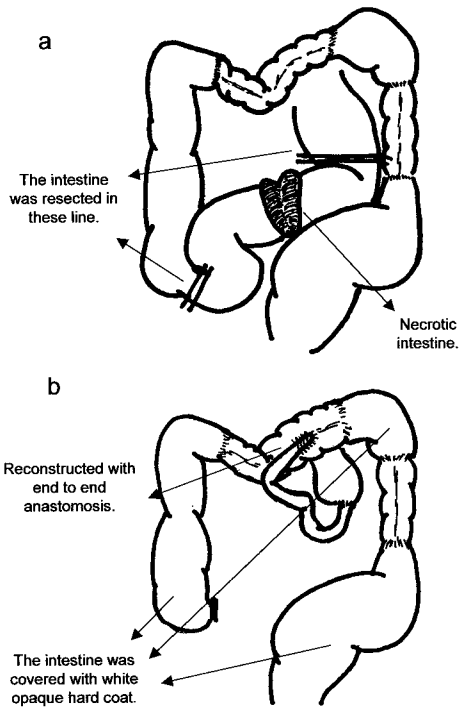 a
The intestine
was resected in
these line.
Necrotic
intestine.
b
Reconstructed with
end to end
anastomosis.
The intestine was
covered with white
opaque hard coat.